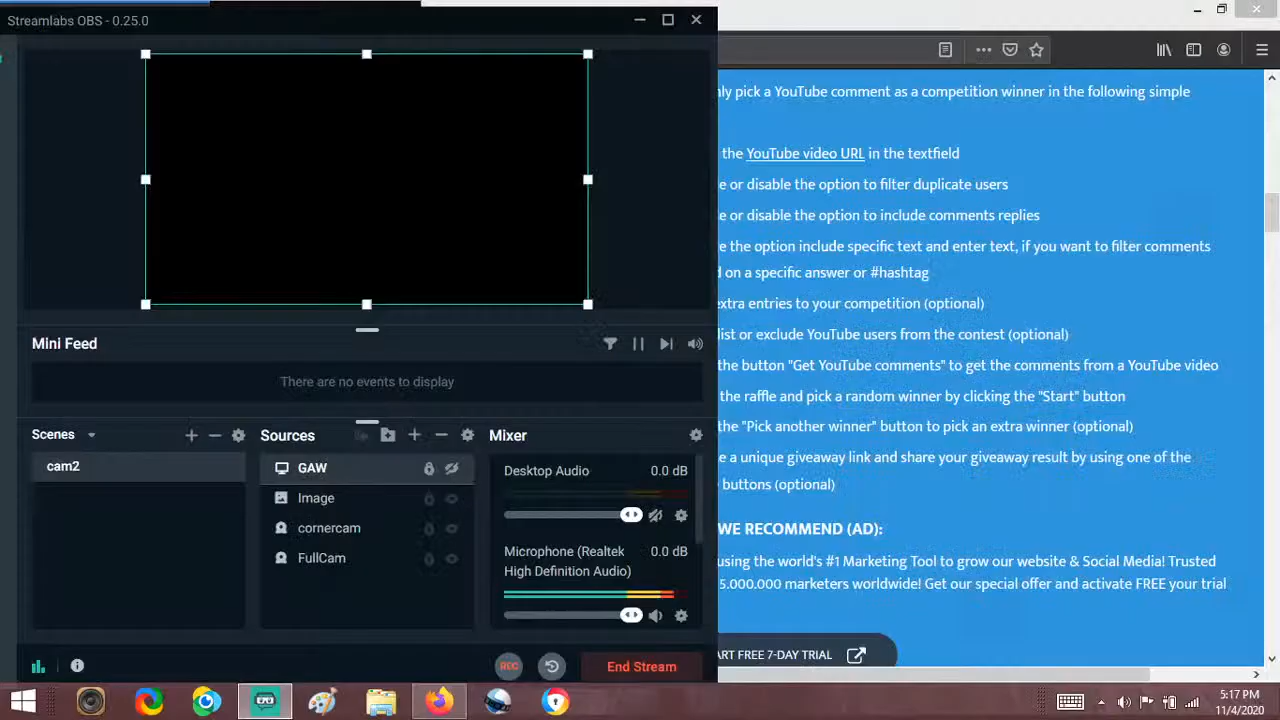 Streamlabs OBS - 0.25.0
Mini Feed
There are no events to display
Scenes
Sources
Mixer
cam2
GAW
Image
cornercam
FullCam
Desktop Audio 0.0 dB
Microphone (Realtek 0.0 dB
High Definition Audio)
REC
End Stream
pick a YouTube comment as a competition winner in the following simple
the YouTube video URL in the textfield
or disable the option to filter duplicate users
or disable the option to include comments replies
the option include specific text and enter text, if you want to filter comments
on a specific answer or #hashtag
extra entries to your competition (optional)
list or exclude YouTube users from the contest (optional)
the button "Get YouTube comments" to get the comments from a YouTube video
the raffle and pick a random winner by clicking the "Start" button
the "Pick another winner" button to pick an extra winner (optional)
a unique giveaway link and share your giveaway result by using one of the
buttons (optional)
WE RECOMMEND (AD):
using the world's #1 Marketing Tool to grow our website & Social Media! Trusted
5.000.000 marketers worldwide! Get our special offer and activate FREE your trial
ART FREE 7-DAY TRIAL
5:17 PM
11/4/2020